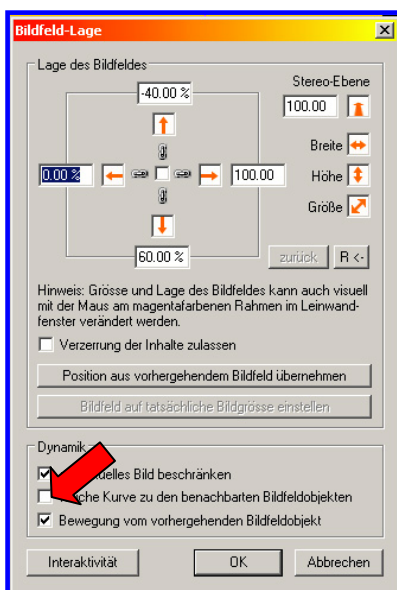 Bildfeld-Lage
Lage des Bildfeldes
-40.00 %
Stereo-Ebene
100.00
Breite
0.00 %
100.00
Höhe
Größe
60.00 %
zurück
R <-
Hinweis: Grösse und Lage des Bildfeldes kann auch visuell
mit der Maus am magentafarbenen Rahmen im Leinwand-
fenster verändert werden.
Verzerrung der Inhalte zulassen
Position aus vorhergehendem Bildfeld übernehmen
Bildfeld auf tatsächliche Bildgrösse einstellen
Dynamik
Bild beschränken
Kurve zu den benachbarten Bildfeldobjekten
Bewegung vom vorhergehenden Bildfeldobjekt
Interaktivität
OK
Abbrechen